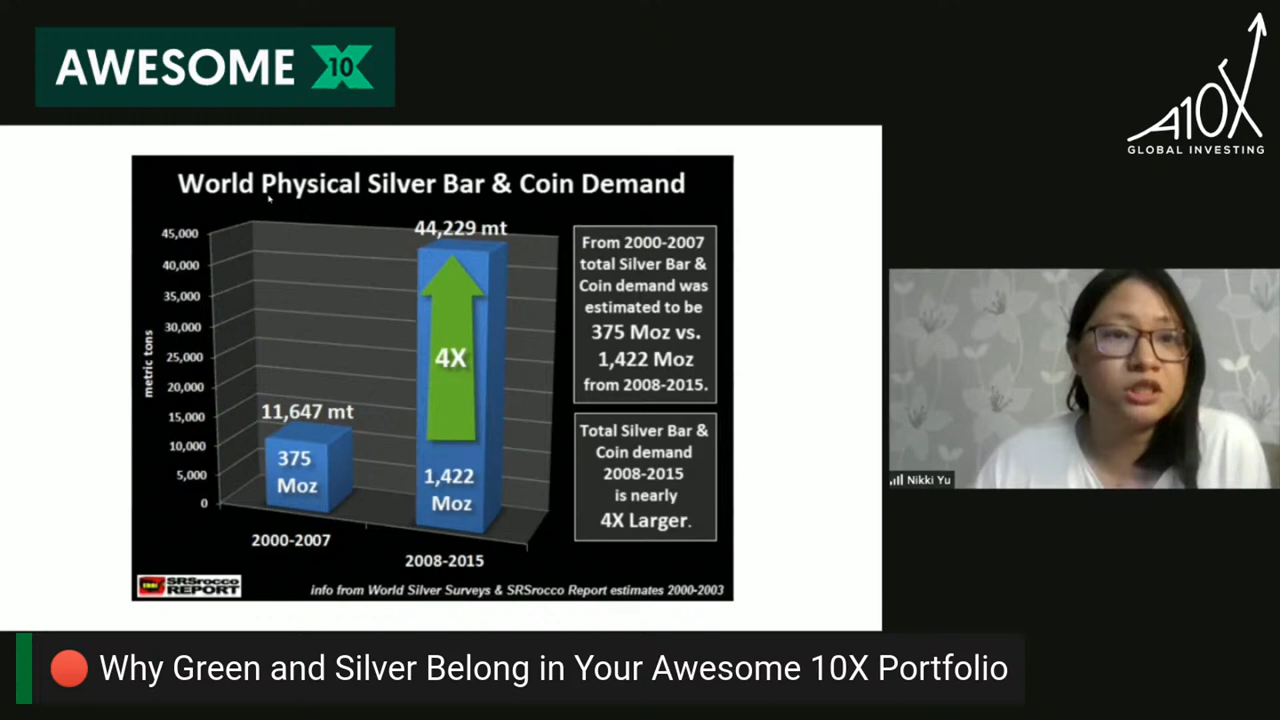 AWESOME 10X
A10X
GLOBAL INVESTING
World Physical Silver Bar & Coin Demand
metric tons
45,000
40,000
35,000
30,000
25,000
20,000
15,000
10,000
5,000
0
11,647 mt
375
Moz
2000-2007
44,229 mt
4X
1,422
Moz
2008-2015
From 2000-2007
total Silver Bar &
Coin demand was
estimated to be
375 Moz vs.
1,422 Moz
from 2008-2015.
Total Silver Bar &
Coin demand
2008-2015
is nearly
4X Larger.
SRSrocco
REPORT
info from World Silver Surveys & SRSrocco Report estimates 2000-2003
Nikki Yu
Why Green and Silver Belong in Your Awesome 10X Portfolio